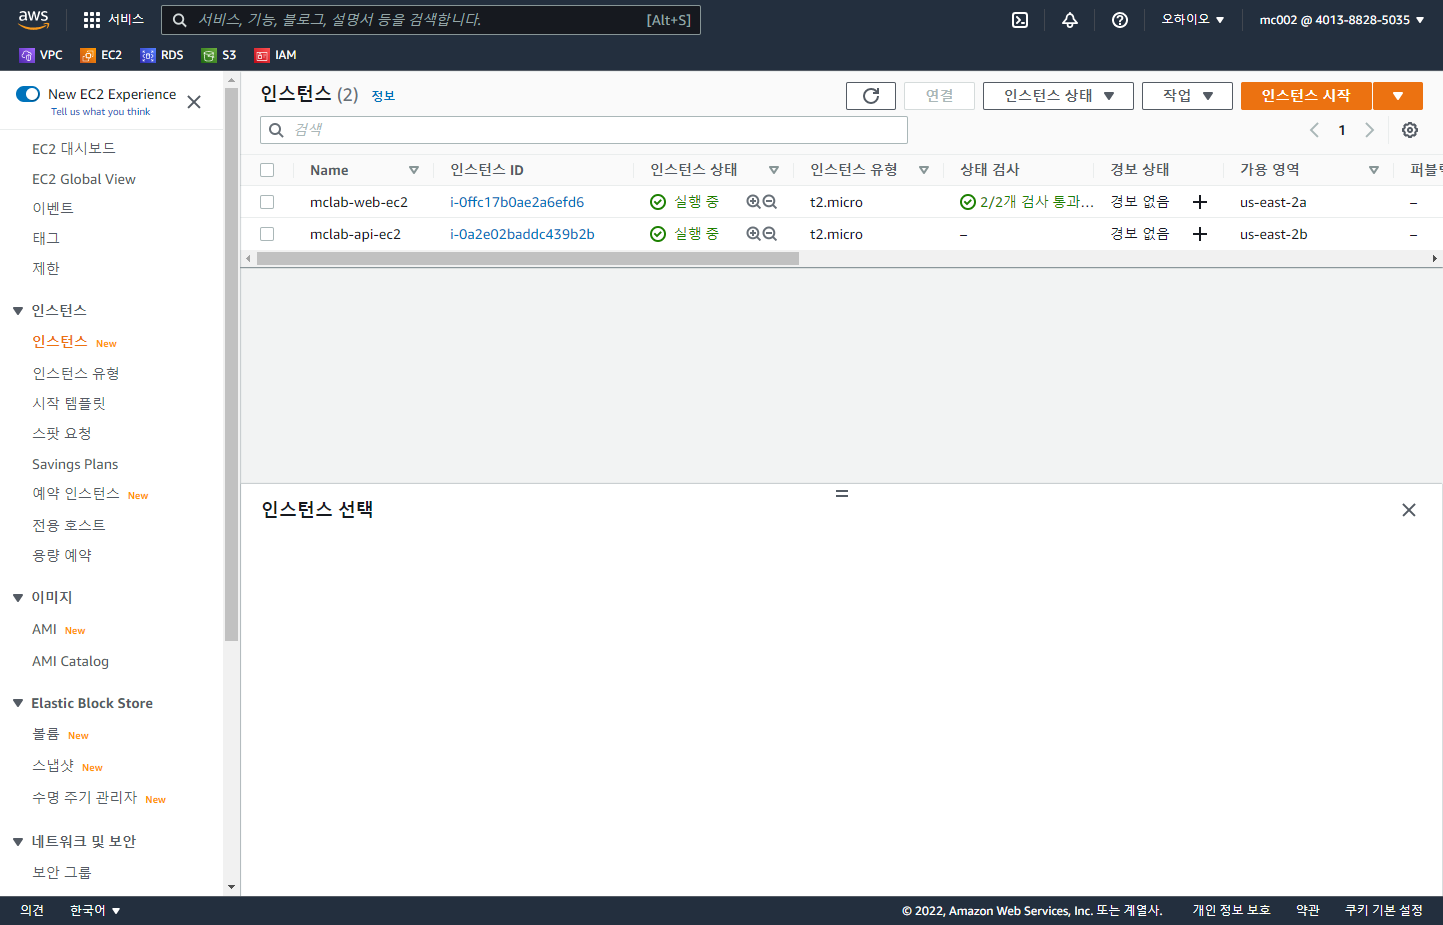 aws
서비스
서비스, 기능, 블로그, 설명서 등을 검색합니다.
[Alt+S]
오하이오
mc002 @ 4013-8828-5035
VPC
EC2
RDS
S3
IAM
New EC2 Experience
Tell us what you think
EC2 대시보드
EC2 Global View
이벤트
태그
제한
인스턴스
인스턴스 New
인스턴스 유형
시작 템플릿
스팟 요청
Savings Plans
예약 인스턴스 New
전용 호스트
용량 예약
이미지
AMI New
AMI Catalog
Elastic Block Store
볼륨 New
스냅샷 New
수명 주기 관리자 New
네트워크 및 보안
보안 그룹
인스턴스 (2) 정보
연결
인스턴스 상태
작업
인스턴스 시작
검색
1
Name 인스턴스 ID 인스턴스 상태 인스턴스 유형 상태 검사 경보 상태 가용 영역
mclab-web-ec2 i-0ffc17b0ae2a6efd6 실행 중 t2.micro 2/2개 검사 통과... 경보 없음 + us-east-2a –
mclab-api-ec2 i-0a2e02baddc439b2b 실행 중 t2.micro – 경보 없음 + us-east-2b –
인스턴스 선택
의견
한국어
© 2022, Amazon Web Services, Inc. 또는 계열사.
개인 정보 보호
약관
쿠키 기본 설정